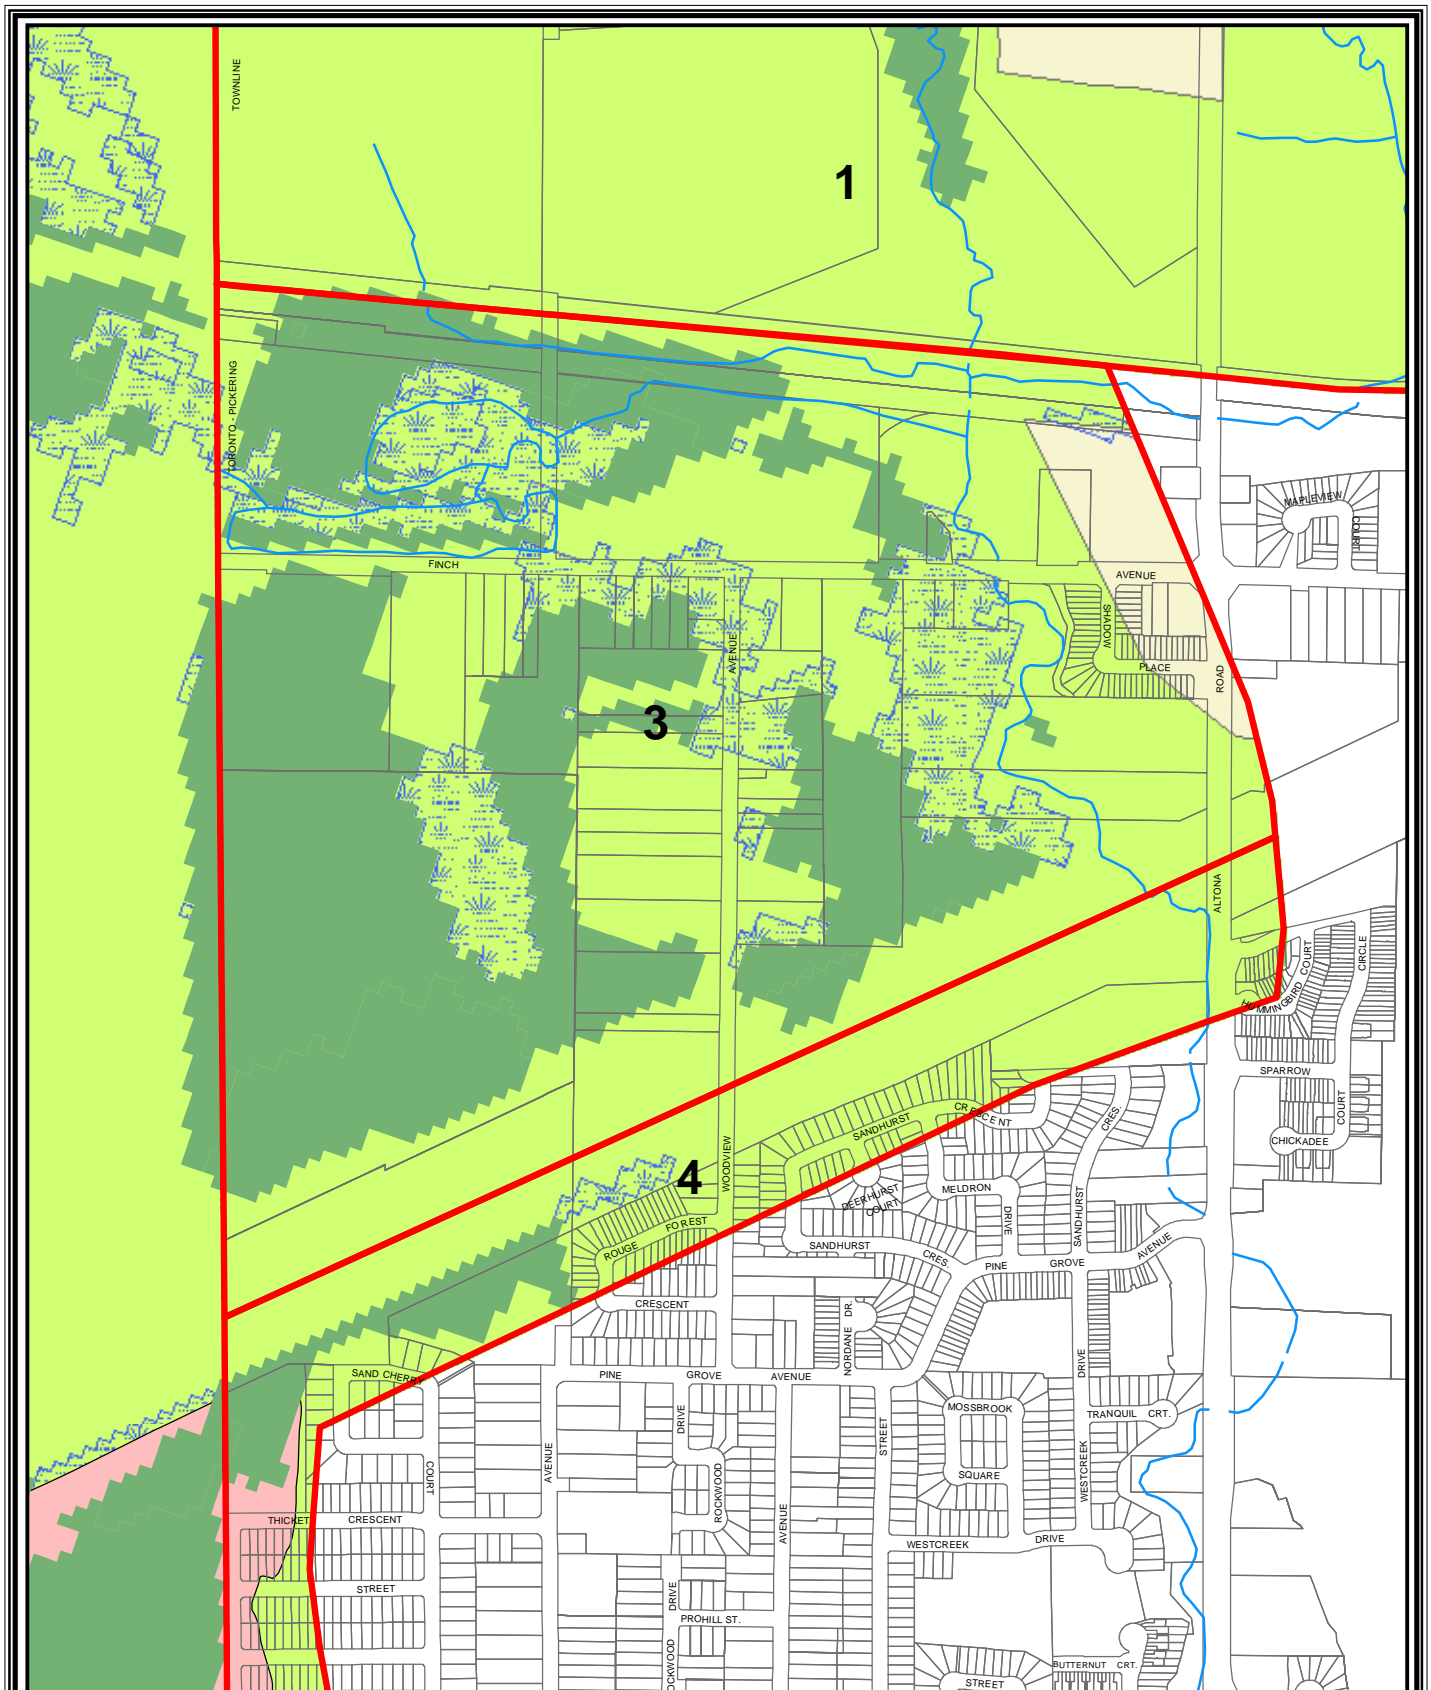 TOWNLINE
1
TORONTO - PICKERING
MAPLEVIEW
COURT
FINCH
AVENUE
SHADOW
PLACE
AVENUE
ROAD
3
ALTONA
COURT
CIRCLE
HUMMINGBIRD
SPARROW
COURT
CHICKADEE
CRESCENT
SANDHURST
CRES.
WOODVIEW
4
DEERHURST
COURT
MELDRON
DRIVE
SANDHURST
FOREST
ROUGE
SANDHURST
CRES.
PINE
GROVE
AVENUE
CRESCENT
NORDANE DR.
SAND CHERRY
PINE
GROVE
AVENUE
DRIVE
DRIVE
STREET
MOSSBROOK
TRANQUIL CRT.
COURT
AVENUE
ROCKWOOD
SQUARE
WESTCREEK
THICKET
CRESCENT
AVENUE
WESTCREEK
DRIVE
STREET
DRIVE
PROHILL ST.
OCKWOOD
BUTTERNUT CRT.
STREET